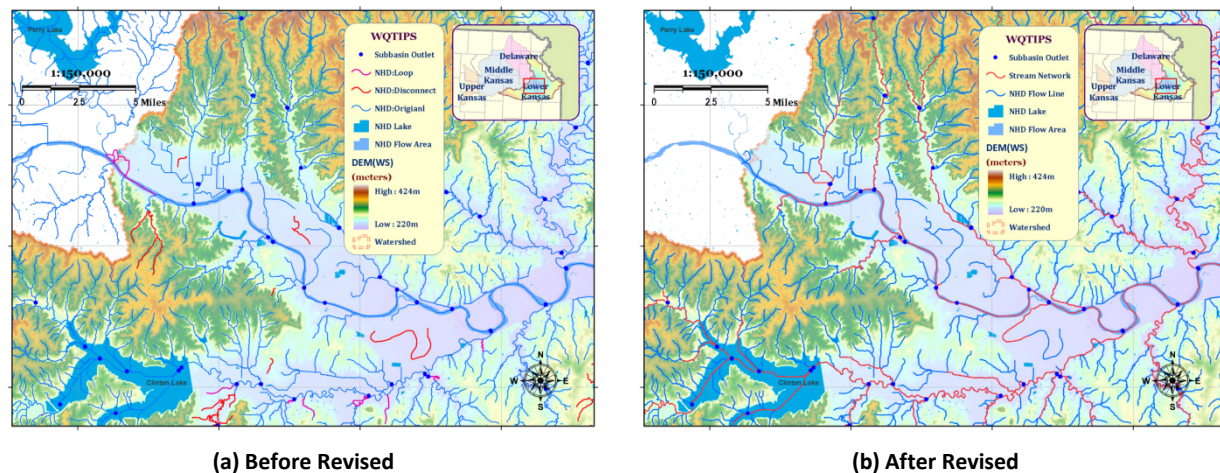 Perry Lake
1:150,000
0 2.5 5
Miles
WQTIPS
Subbasin Outlet
NHD:Loop
NHD:Disconnect
NHD:Origianl
NHD Lake
NHD Flow Area
DEM(WS)
(meters)
High : 424m
Low : 220m
Watershed
Delaware
Middle
Kansas
Upper
Kansas
Lower
Kansas
Clinton Lake
N
W E
S
(a) Before Revised
Perry Lake
1:150,000
0 2.5 5
Miles
WQTIPS
Subbasin Outlet
Stream Network
NHD Flow Line
NHD Lake
NHD Flow Area
DEM(WS)
(meters)
High : 424m
Low : 220m
Watershed
Delaware
Middle
Kansas
Upper
Kansas
Lower
Kansas
Clinton Lake
N
W E
S
(b) After Revised